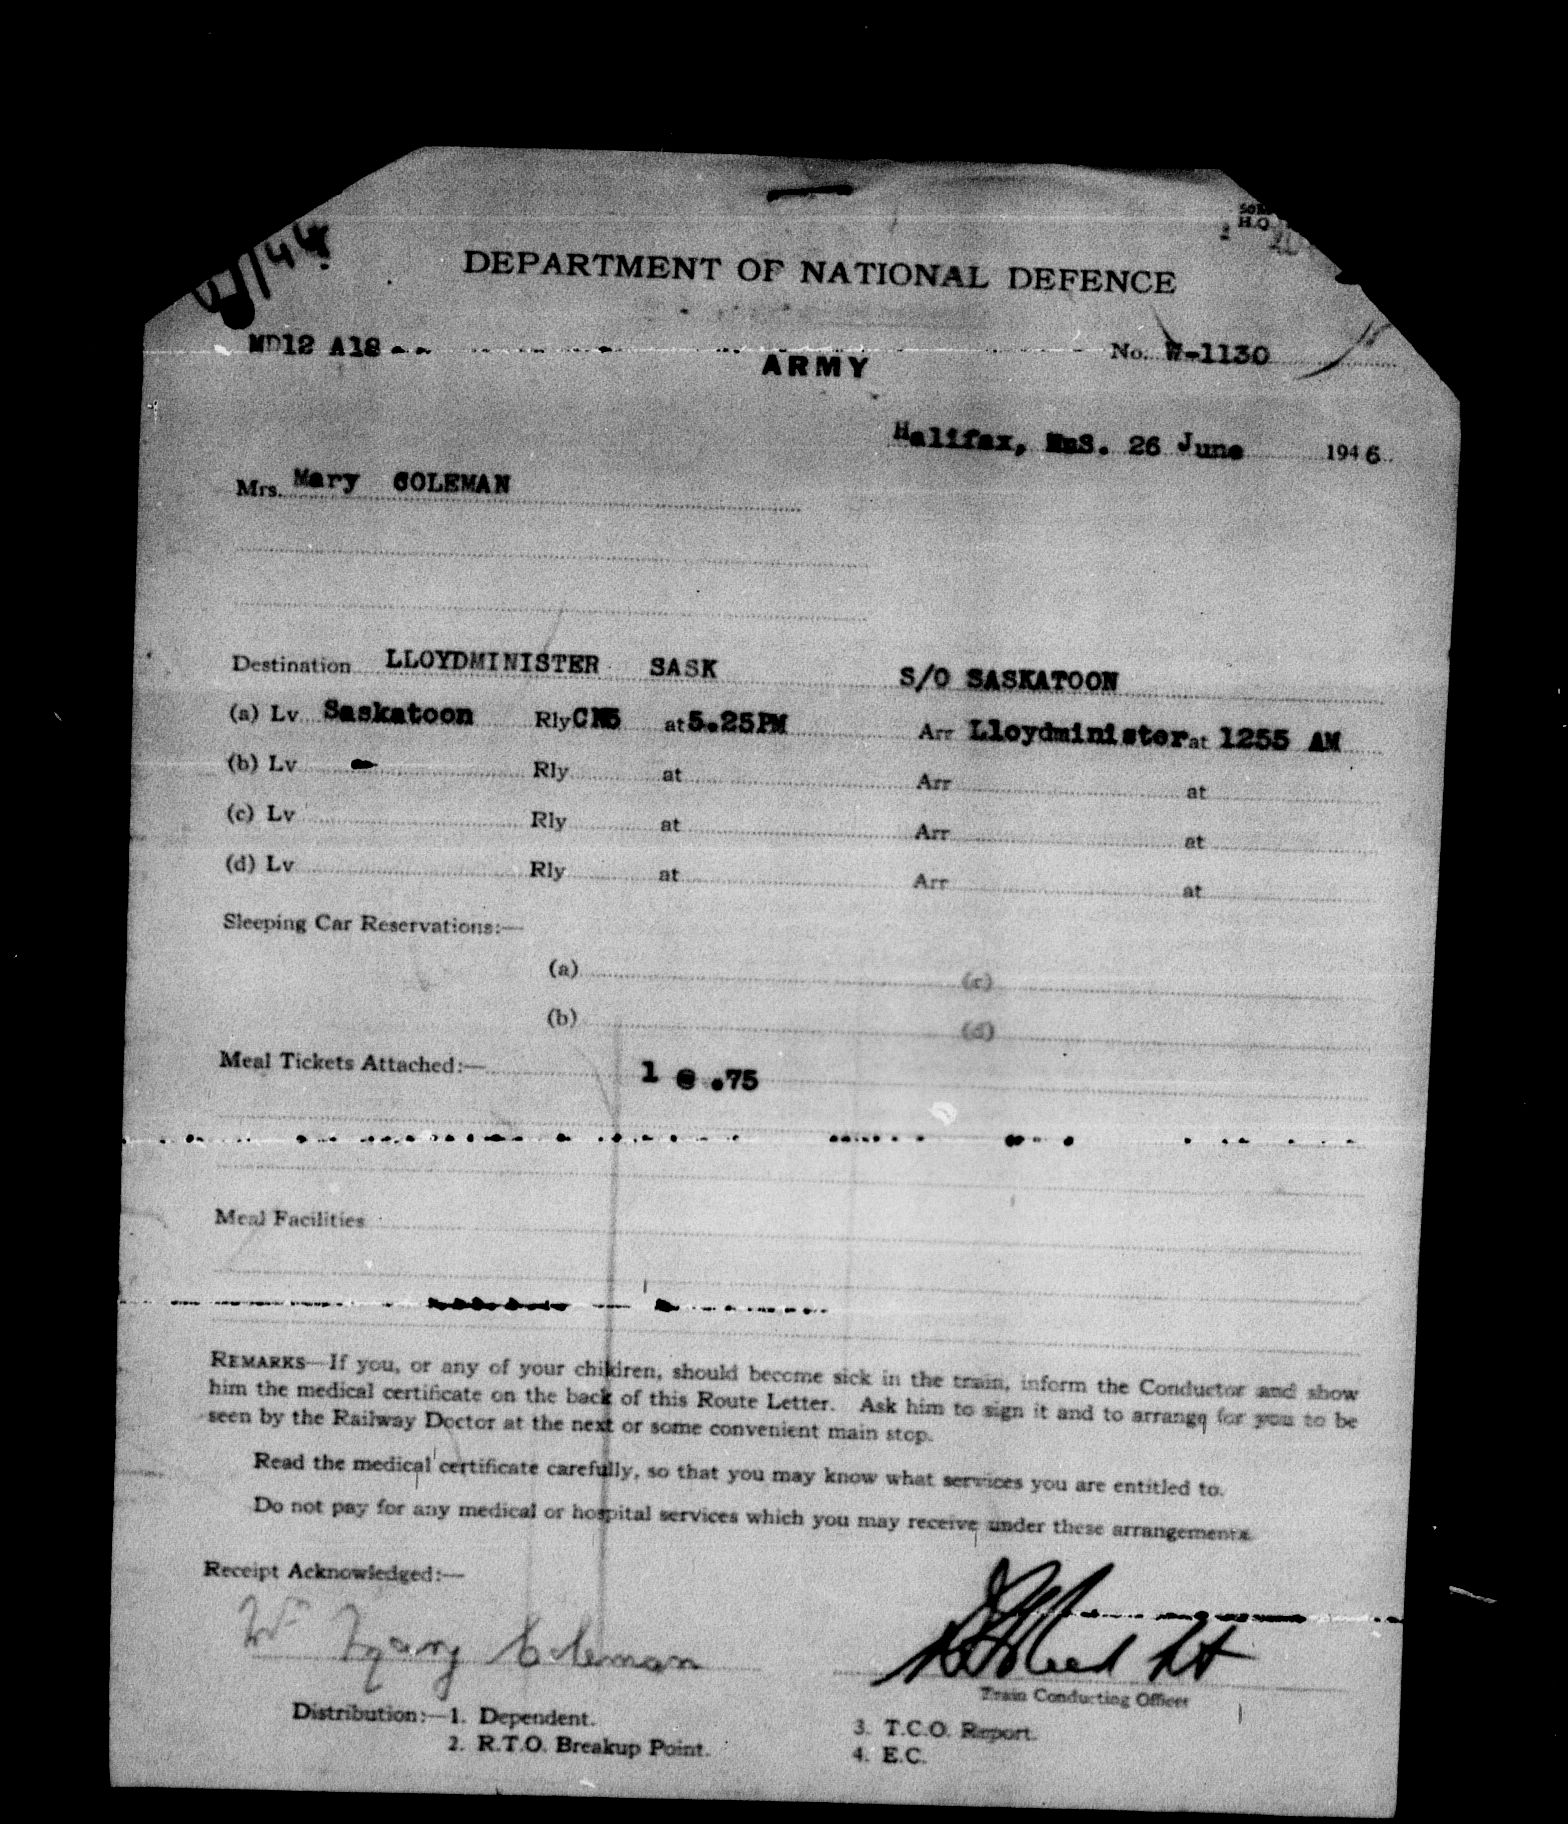 DEPARTMENT OF NATIONAL DEFENCE
MD12 A18
ARMY
No. W-1130
Halifax, N.S. 26 June 1946
Mrs. Mary COLEMAN
Destination LLOYDMINISTER SASK S/O SASKATOON
(a) Lv Saskatoon Rly CN5 at 5.25PM Arr Lloydminister at 1255 AM
(b) Lv Rly at Arr at
(c) Lv Rly at Arr at
(d) Lv Rly at Arr at
Sleeping Car Reservations:—
(a) (c)
(b) (d)
Meal Tickets Attached:— 1 @ .75
Meal Facilities
REMARKS—If you, or any of your children, should become sick in the train, inform the Conductor and show
him the medical certificate on the back of this Route Letter. Ask him to sign it and to arrange for you to be
seen by the Railway Doctor at the next or some convenient main stop.
Read the medical certificate carefully, so that you may know what services you are entitled to.
Do not pay for any medical or hospital services which you may receive under these arrangements.
Receipt Acknowledged:—
Mary Coleman
Train Conducting Officer
Distribution:—1. Dependent.
2. R.T.O. Breakup Point.
3. T.C.O. Report.
4. E.C.